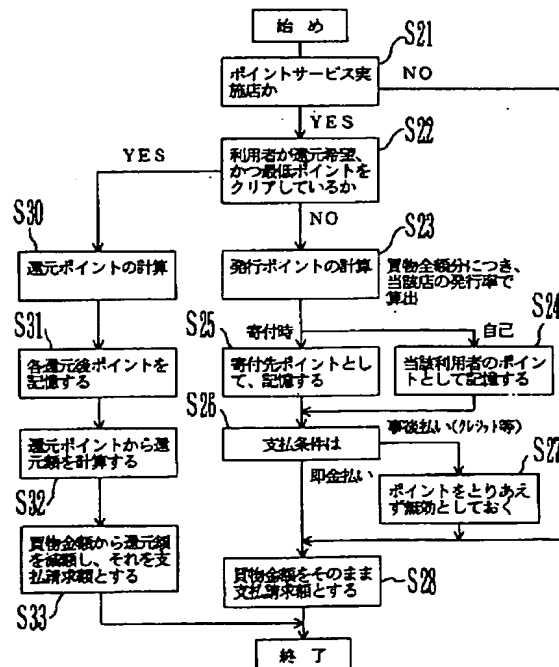 始 め
S21
ポイントサービス実
施店か
NO
YES
S22
利用者が還元希望、
かつ最低ポイントを
クリアしているか
YES
NO
S30
還元ポイントの計算
S23
発行ポイントの計算
買物全額分につき、
当該店の発行率で
算出
S31
各還元後ポイントを
記憶する
S25
寄付時
寄付先ポイントとし
て、記憶する
自己
S24
当該利用者のポイン
トとして記憶する
S26
支払条件は
事後払い(クレジット等)
即金払い
S27
ポイントをとりあえ
ず無効としておく
還元ポイントから還
元額を計算する
S32
買物金額から還元額
を減額し、それを支
払請求額とする
S33
買物金額をそのまま
支払請求額とする
S28
終 了